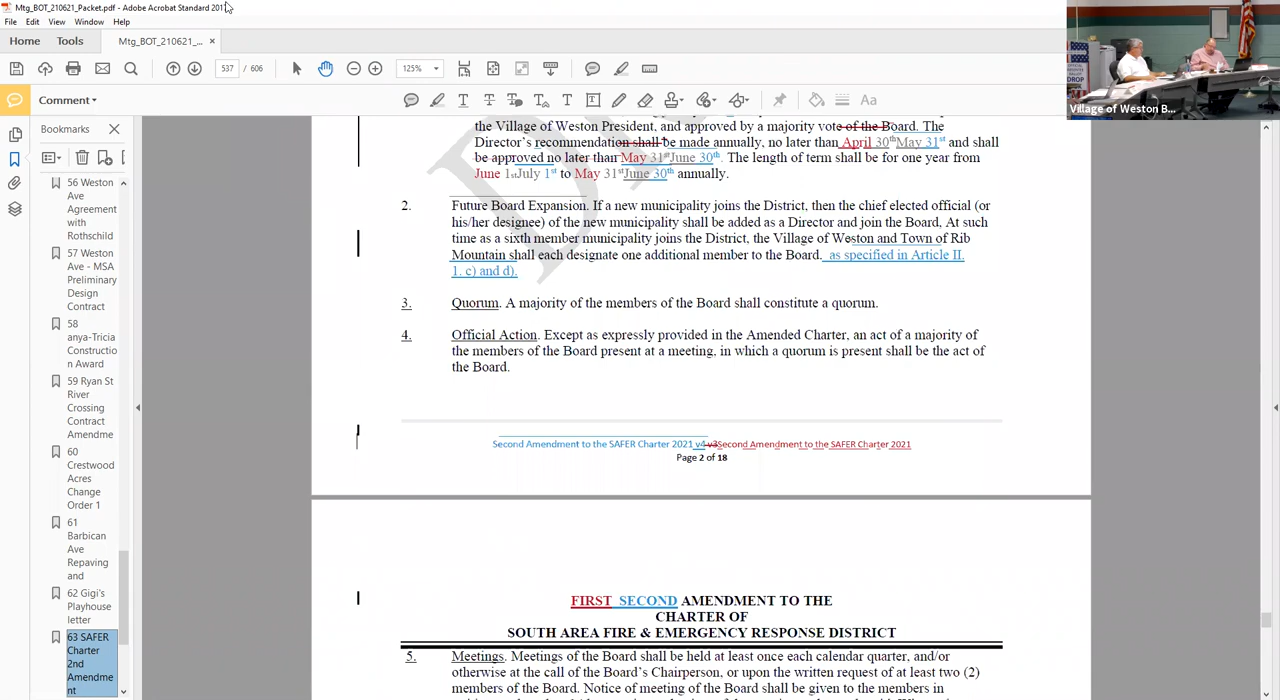 Mtg_BOT_210621_Packet.pdf - Adobe Acrobat Standard 201
File Edit View Window Help
Home Tools Mtg_BOT_210621_... ×
537 / 606 125%
Comment
Bookmarks
56 Weston
Ave
Agreement
with
Rothschild
57 Weston
Ave - MSA
Preliminary
Design
Contract
58
anya-Tricia
Constructio
n Award
59 Ryan St
River
Crossing
Contract
Amendme
60
Crestwood
Acres
Change
Order 1
61
Barbican
Ave
Repaving
and
62 Gigi's
Playhouse
letter
63 SAFER
Charter
2nd
Amendme
nt
the Village of Weston President, and approved by a majority vote of the Board. The
Director's recommendation shall be made annually, no later than April 30thMay 31st and shall
be approved no later than May 31stJune 30th. The length of term shall be for one year from
June 1stJuly 1st to May 31stJune 30th annually.
2. Future Board Expansion. If a new municipality joins the District, then the chief elected official (or
his/her designee) of the new municipality shall be added as a Director and join the Board, At such
time as a sixth member municipality joins the District, the Village of Weston and Town of Rib
Mountain shall each designate one additional member to the Board. as specified in Article II.
1. c) and d).
3. Quorum. A majority of the members of the Board shall constitute a quorum.
4. Official Action. Except as expressly provided in the Amended Charter, an act of a majority of
the members of the Board present at a meeting, in which a quorum is present shall be the act of
the Board.
Second Amendment to the SAFER Charter 2021 v4 v3Second Amendment to the SAFER Charter 2021
Page 2 of 18
FIRST SECOND AMENDMENT TO THE
CHARTER OF
SOUTH AREA FIRE & EMERGENCY RESPONSE DISTRICT
5. Meetings. Meetings of the Board shall be held at least once each calendar quarter, and/or
otherwise at the call of the Board's Chairperson, or upon the written request of at least two (2)
members of the Board. Notice of meeting of the Board shall be given to the members in
Village of Weston B...
DROP